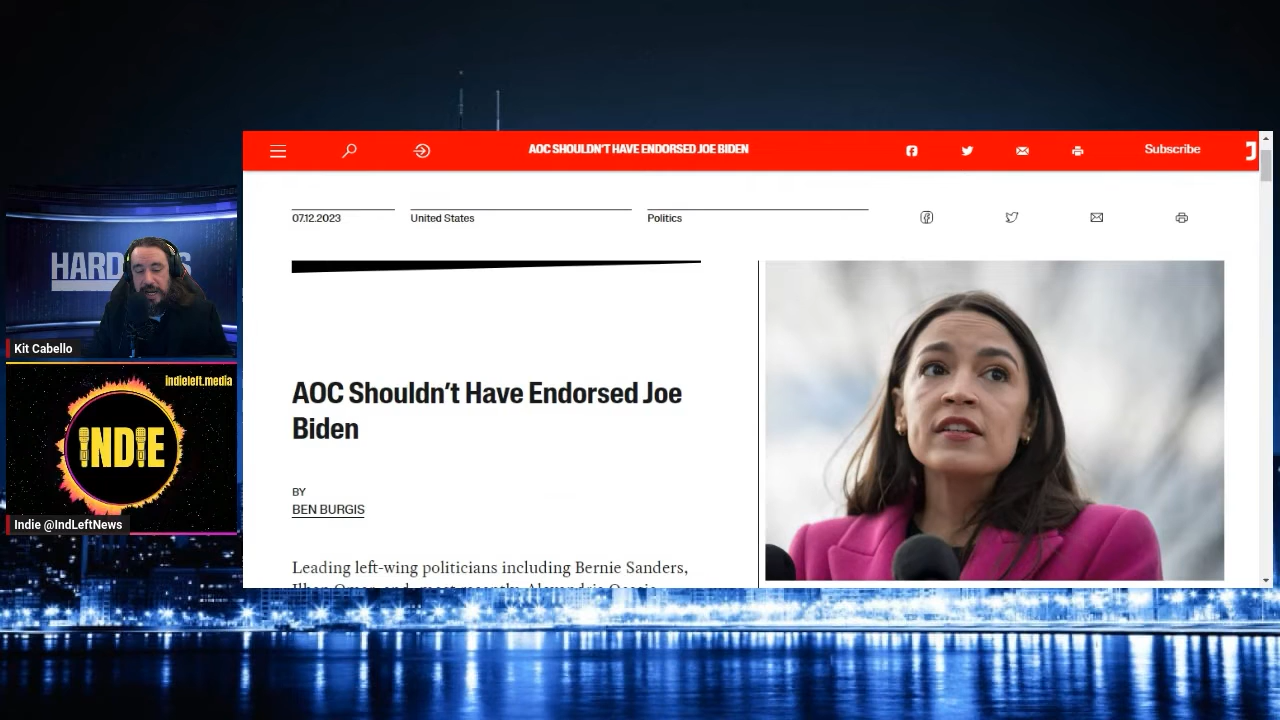 AOC SHOULDN'T HAVE ENDORSED JOE BIDEN
Subscribe
07.12.2023
United States
Politics
AOC Shouldn't Have Endorsed Joe
Biden
BY
BEN BURGIS
Leading left-wing politicians including Bernie Sanders,
HARD
Kit Cabello
indieleft.media
INDIE
Indie @IndLeftNews